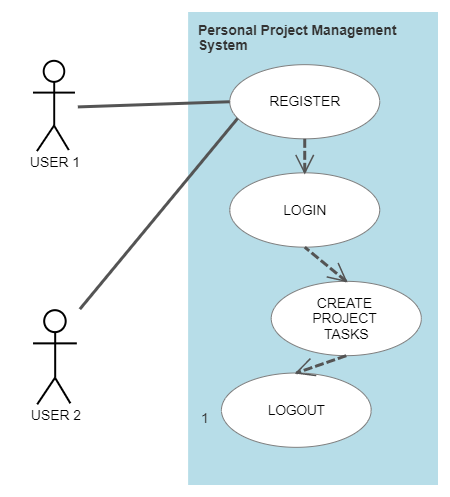 Personal Project Management
System
REGISTER
USER 1
LOGIN
CREATE
PROJECT
TASKS
USER 2
LOGOUT
1